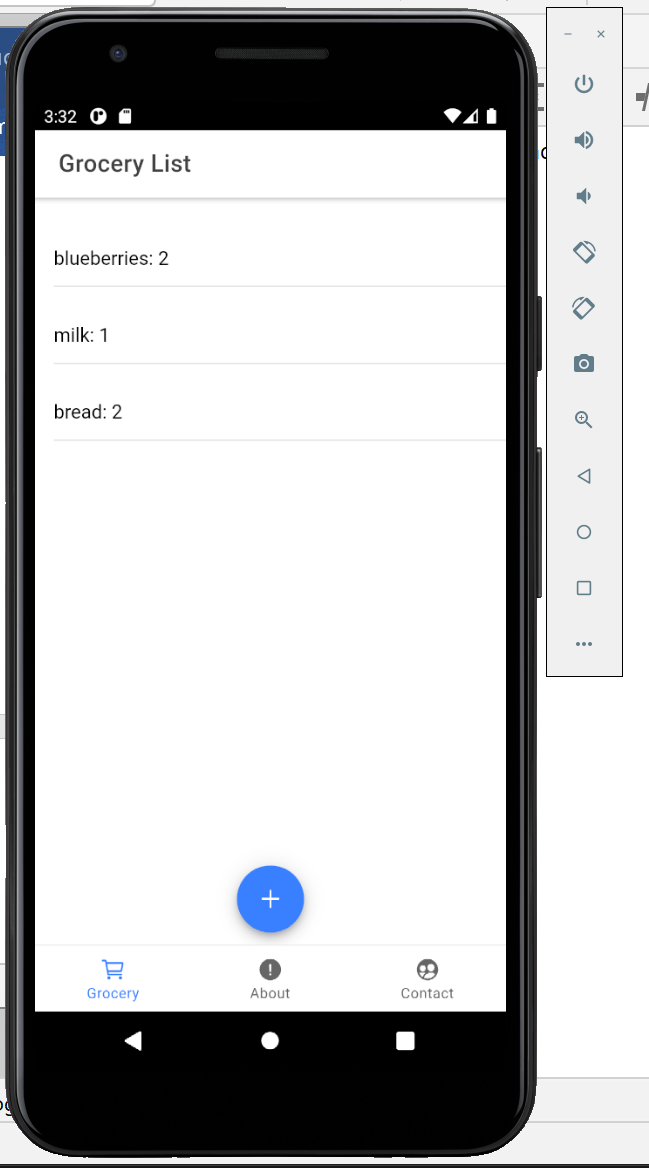 3:32
Grocery List
blueberries: 2
milk: 1
bread: 2
Grocery
About
Contact